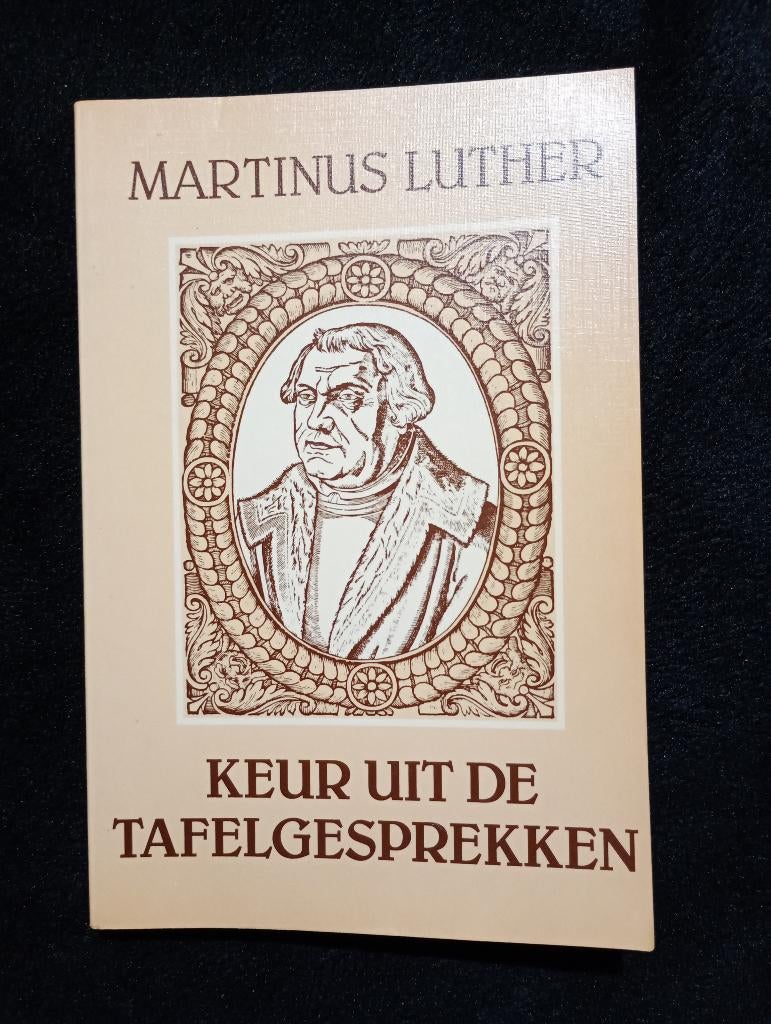 MARTINUS LUTHER
KEUR UIT DE
TAFELGESPREKKEN